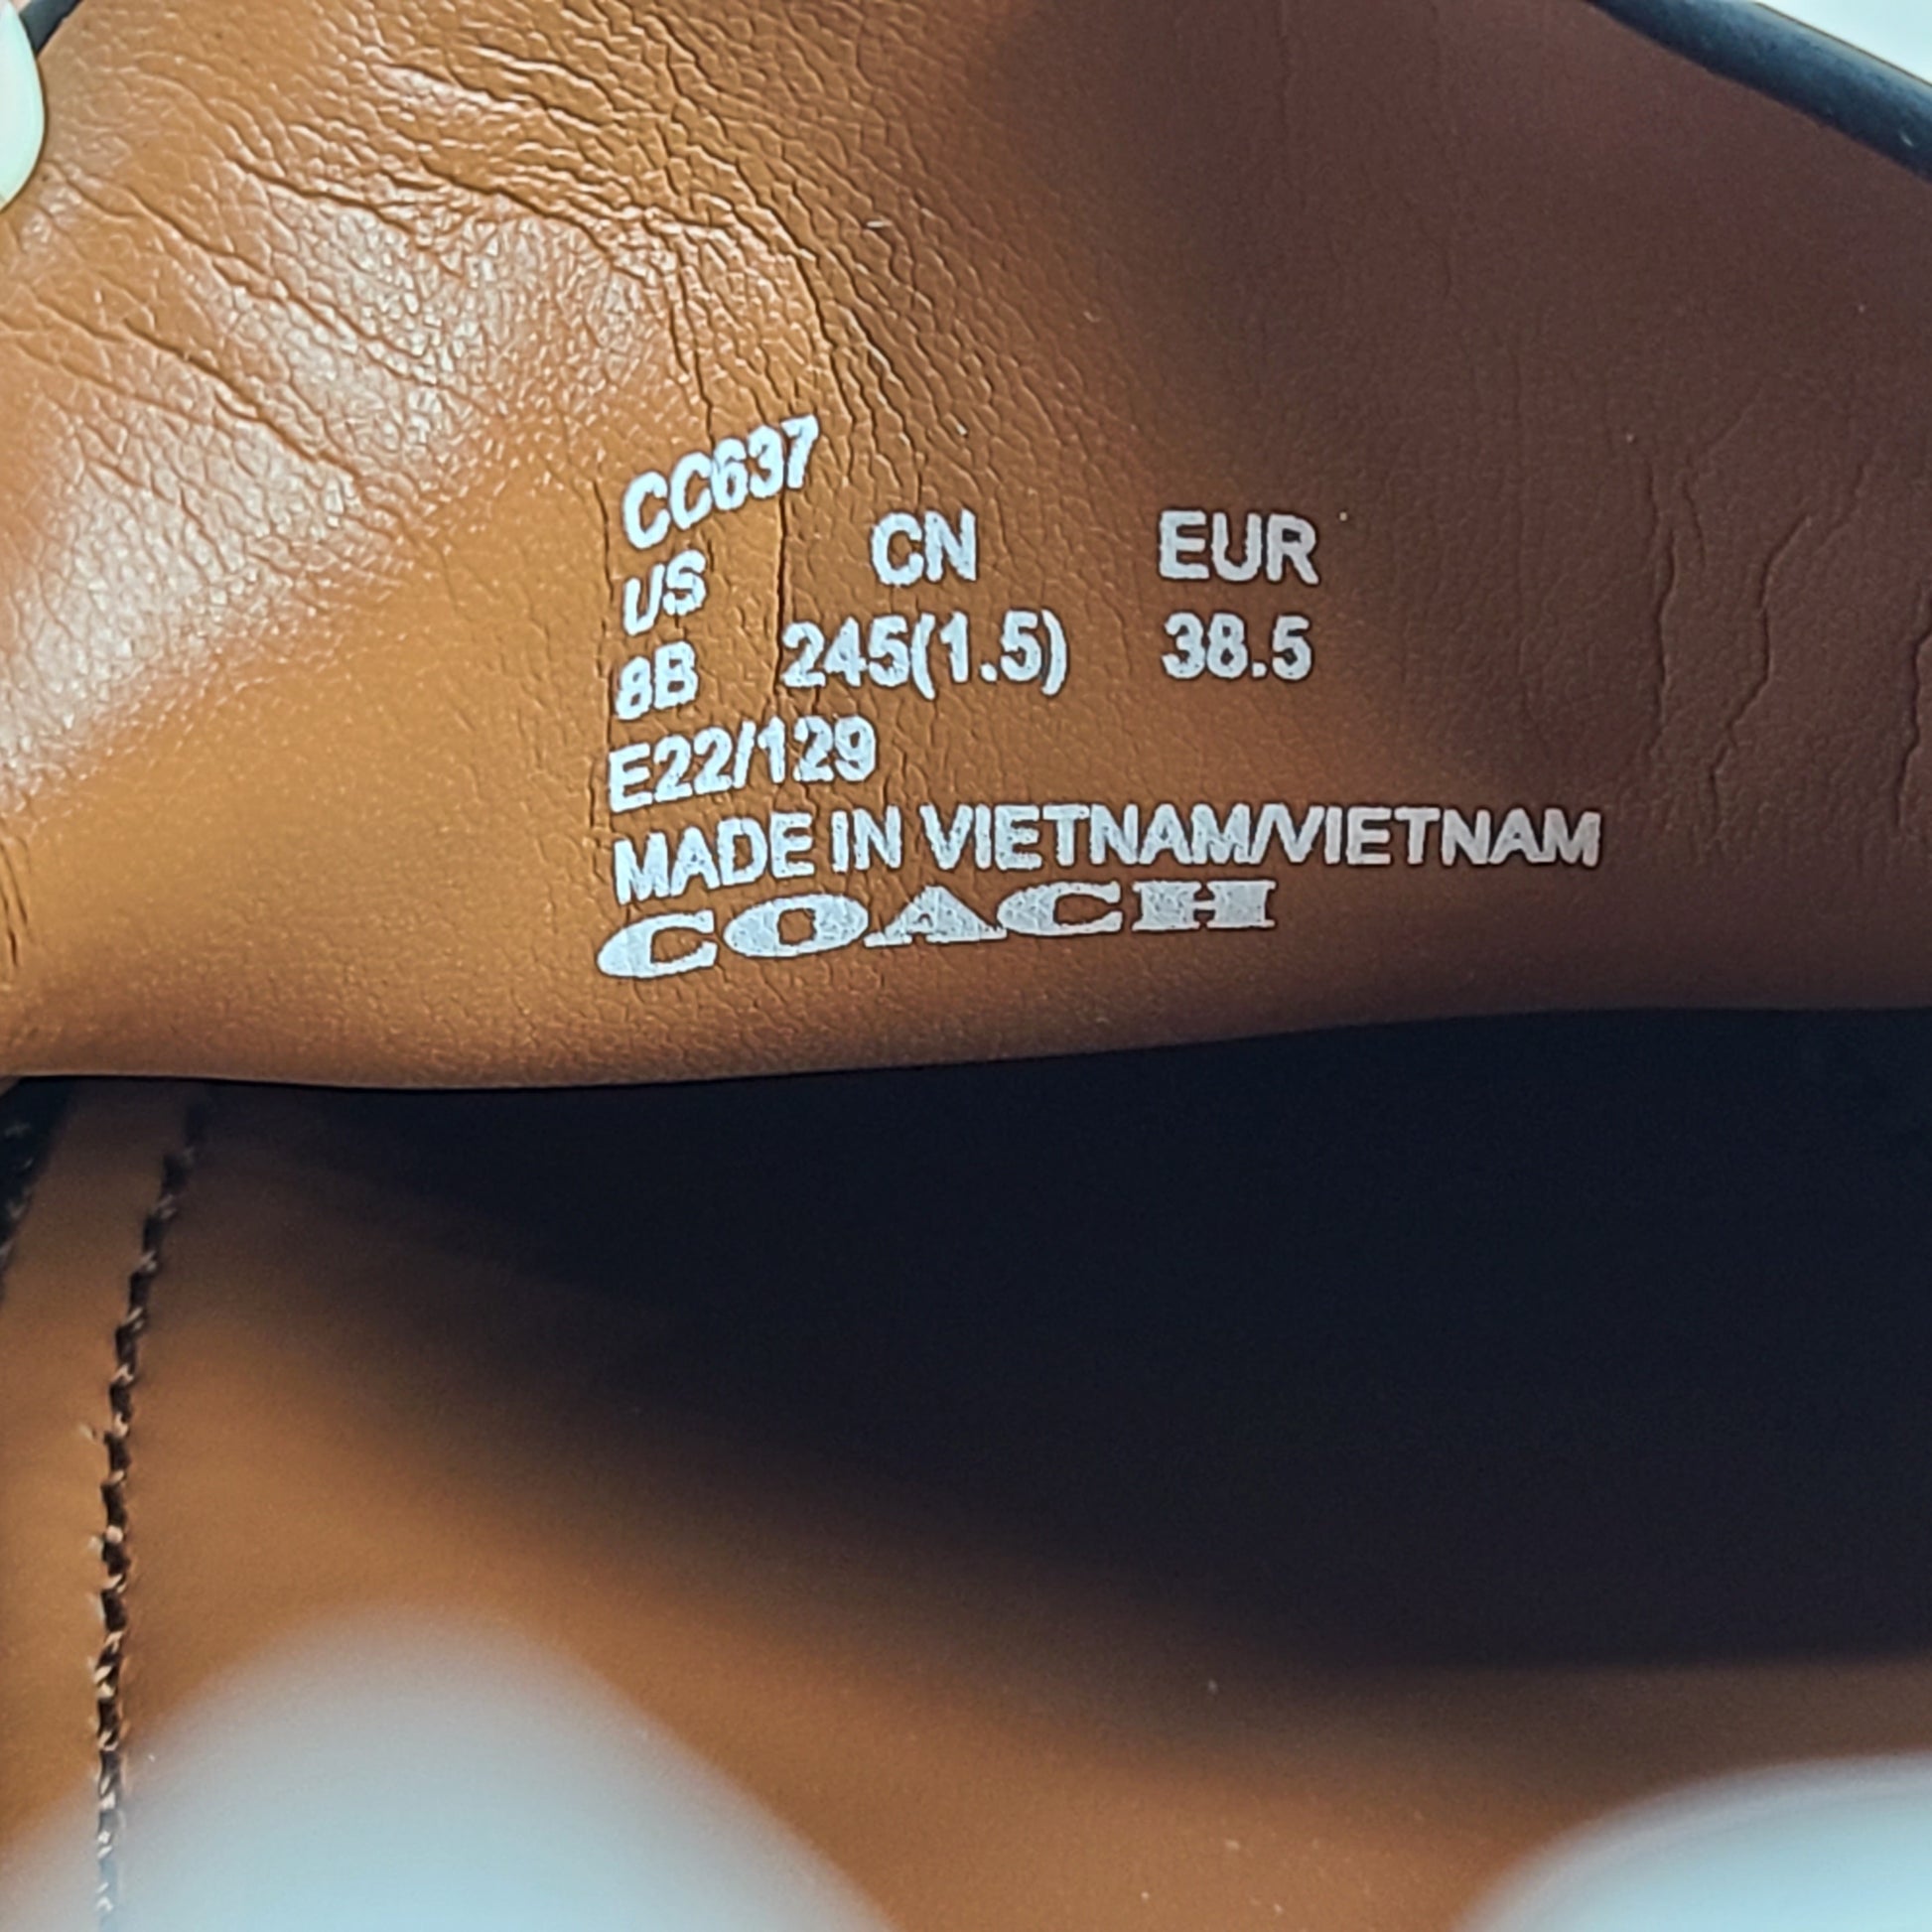 CC637
US CN EUR
8B 245(1.5) 38.5
E22/129
MADE IN VIETNAM/VIETNAM
COACH